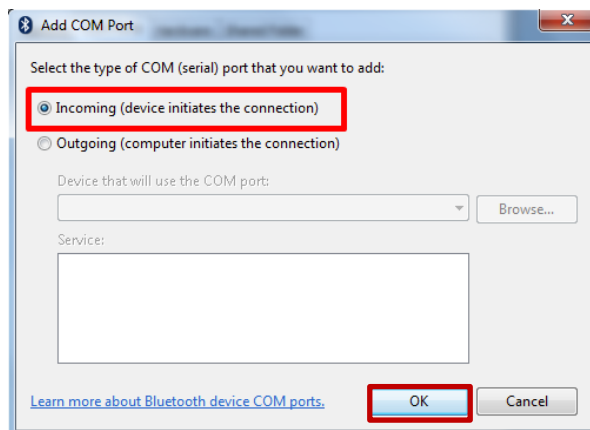 Add COM Port
Select the type of COM (serial) port that you want to add:
Incoming (device initiates the connection)
Outgoing (computer initiates the connection)
Device that will use the COM port:
Browse...
Service:
Learn more about Bluetooth device COM ports.
OK
Cancel